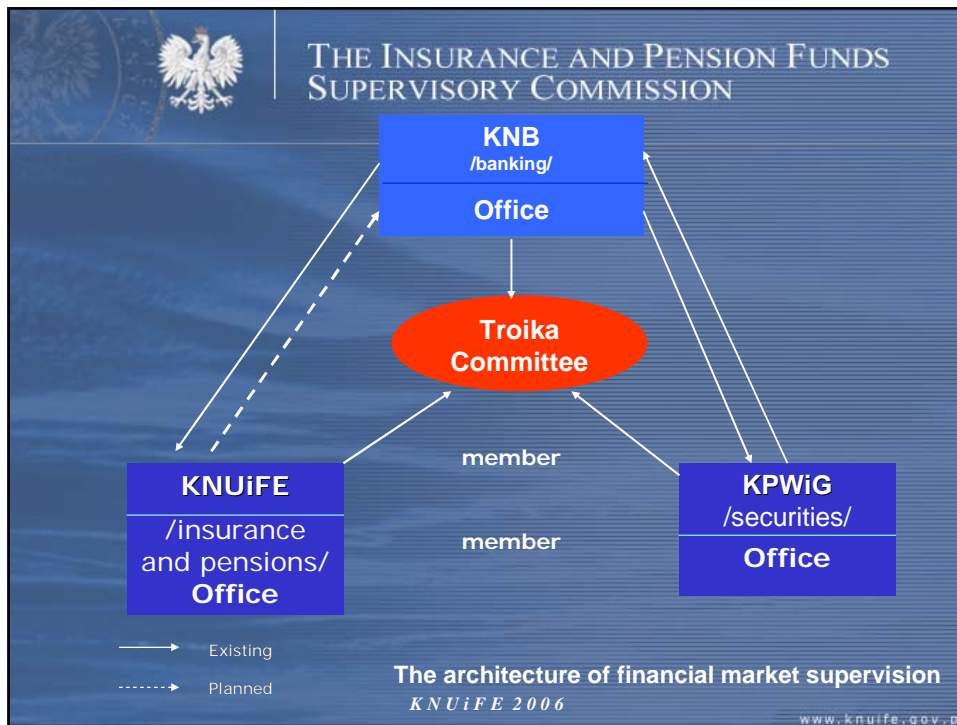 THE INSURANCE AND PENSION FUNDS
SUPERVISORY COMMISSION
KNB
/banking/
Office
Troika
Committee
member
KNUiFE
/insurance
and pensions/
Office
KPWiG
/securities/
Office
member
Existing
Planned
The architecture of financial market supervision
KNUiFE 2006
www.knuife.gov.p